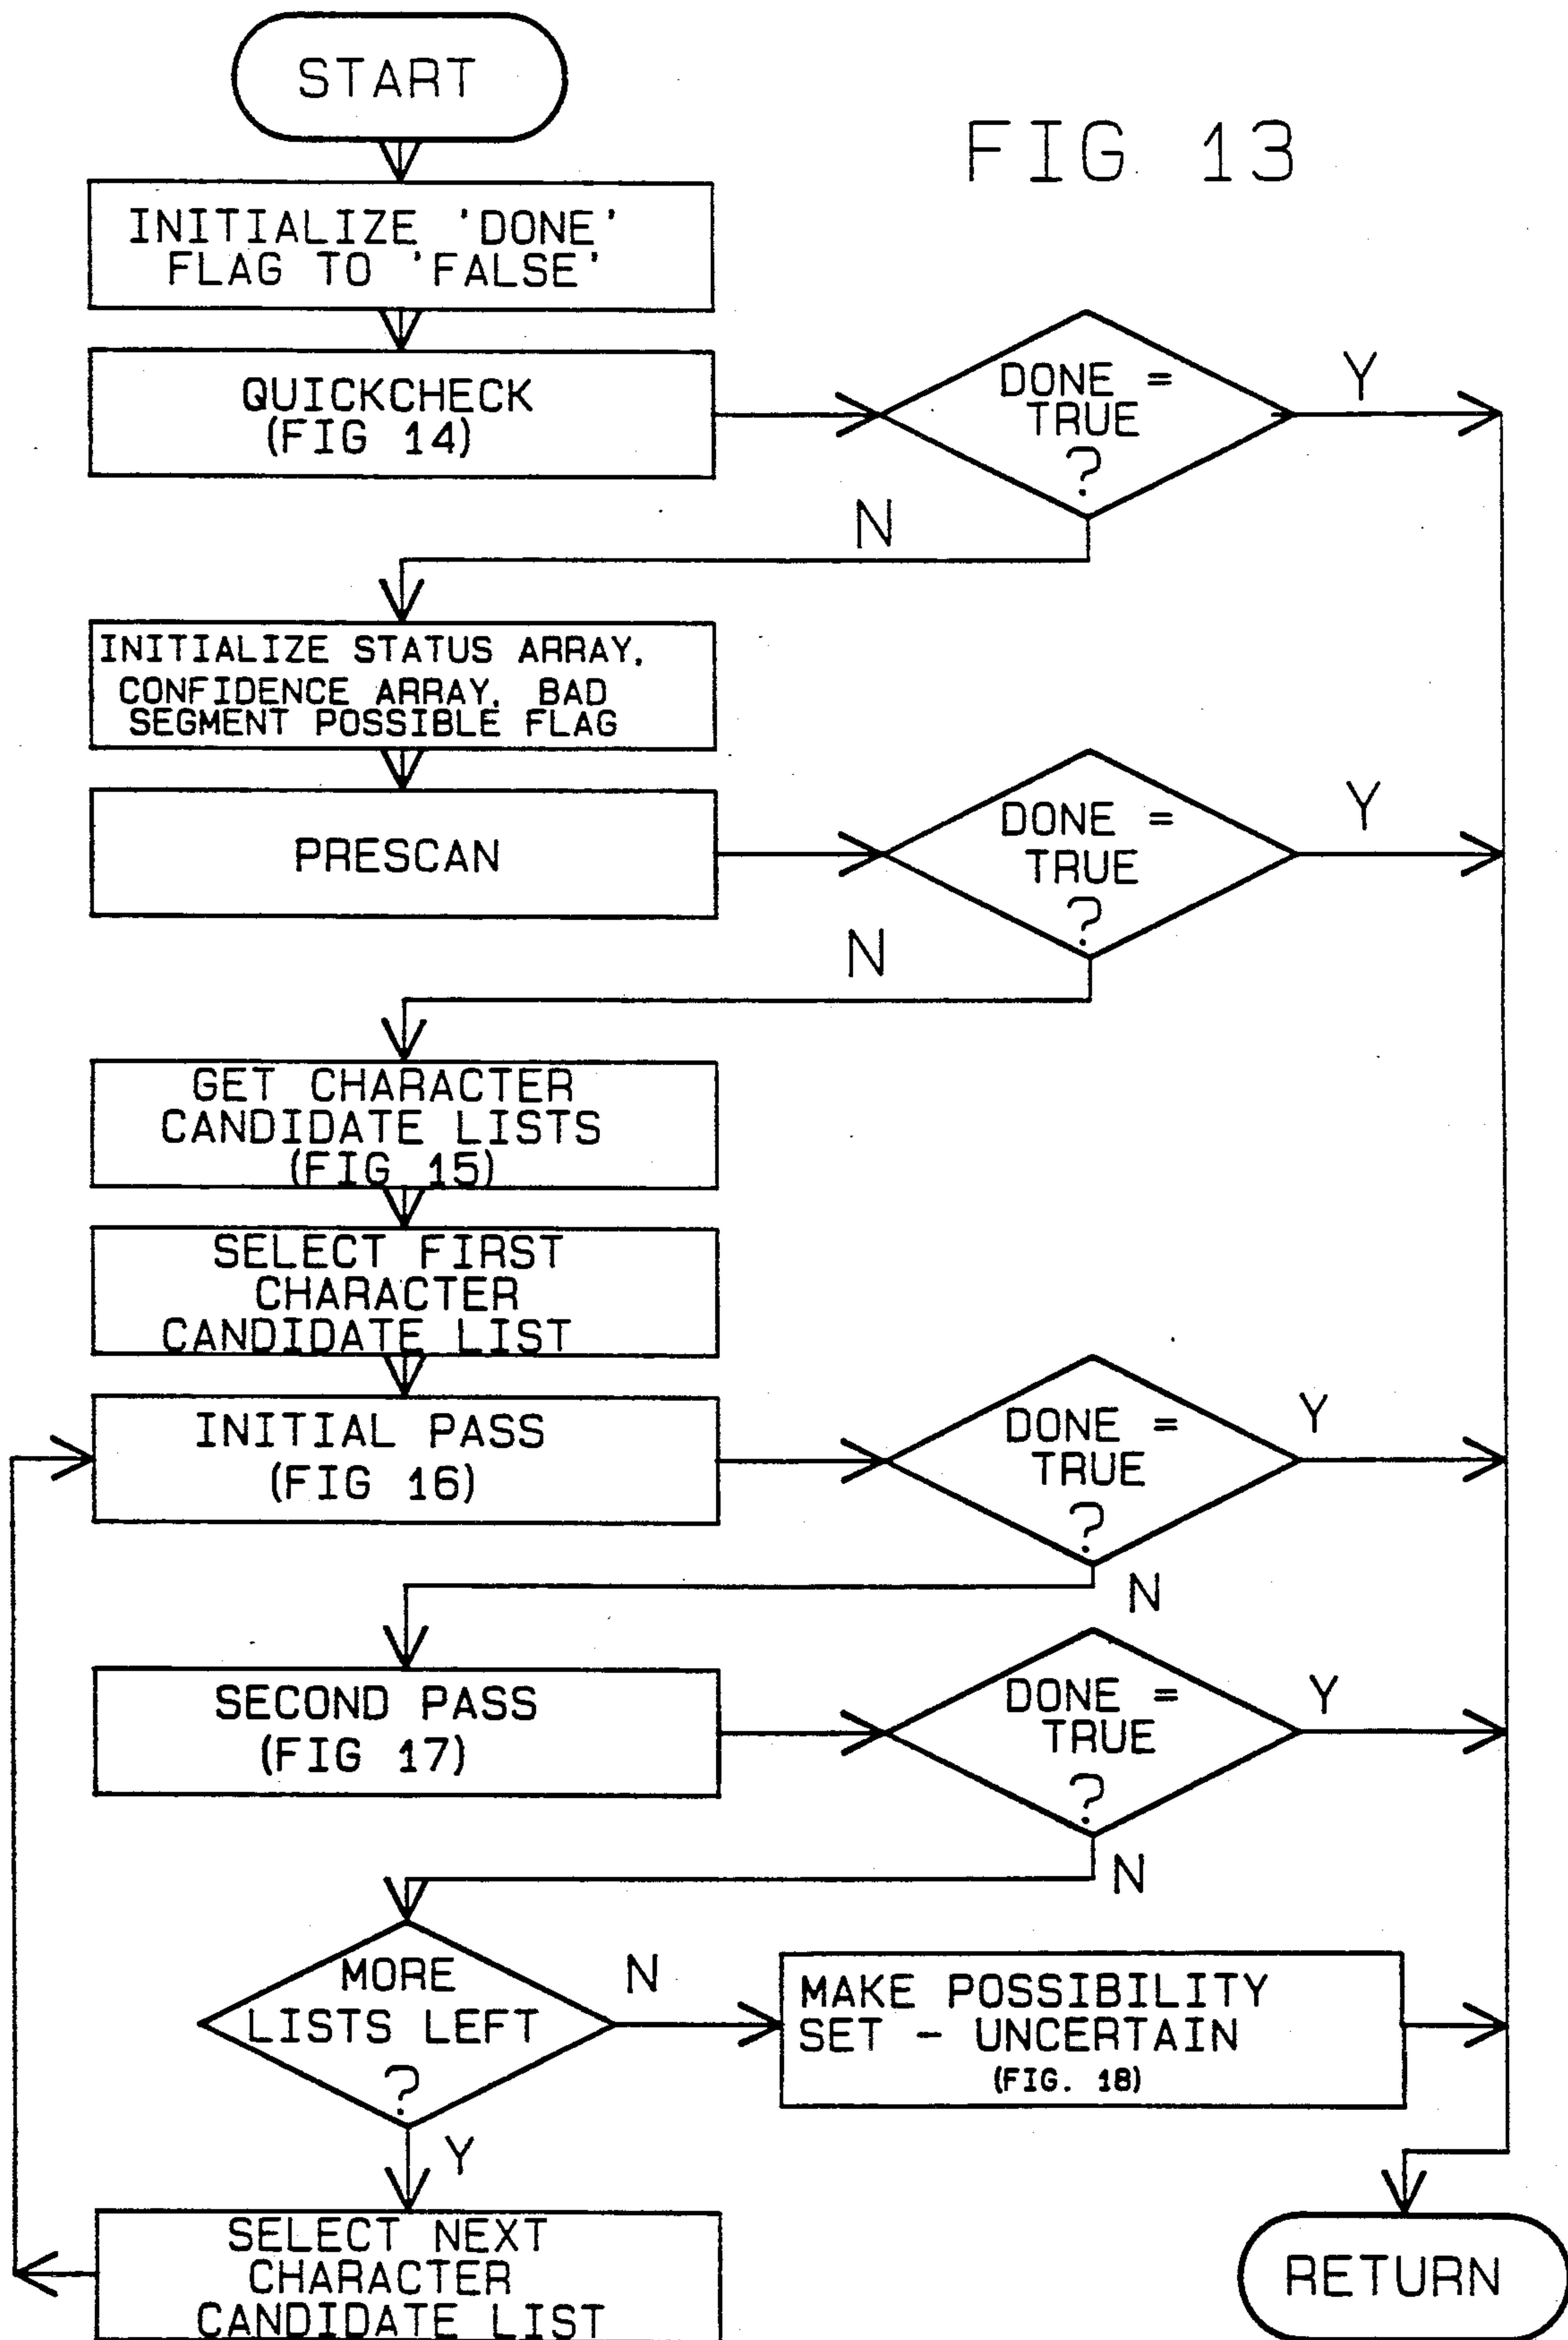 START
FIG 13
INITIALIZE 'DONE'
FLAG TO 'FALSE'
QUICKCHECK
(FIG 14)
DONE =
TRUE
?
Y
N
INITIALIZE STATUS ARRAY,
CONFIDENCE ARRAY, BAD
SEGMENT POSSIBLE FLAG
PRESCAN
DONE =
TRUE
?
Y
N
GET CHARACTER
CANDIDATE LISTS
(FIG 15)
SELECT FIRST
CHARACTER
CANDIDATE LIST
INITIAL PASS
(FIG 16)
DONE =
TRUE
?
Y
N
SECOND PASS
(FIG 17)
DONE =
TRUE
?
Y
N
MORE
LISTS LEFT
?
N
MAKE POSSIBILITY
SET - UNCERTAIN
(FIG. 18)
Y
SELECT NEXT
CHARACTER
CANDIDATE LIST
RETURN